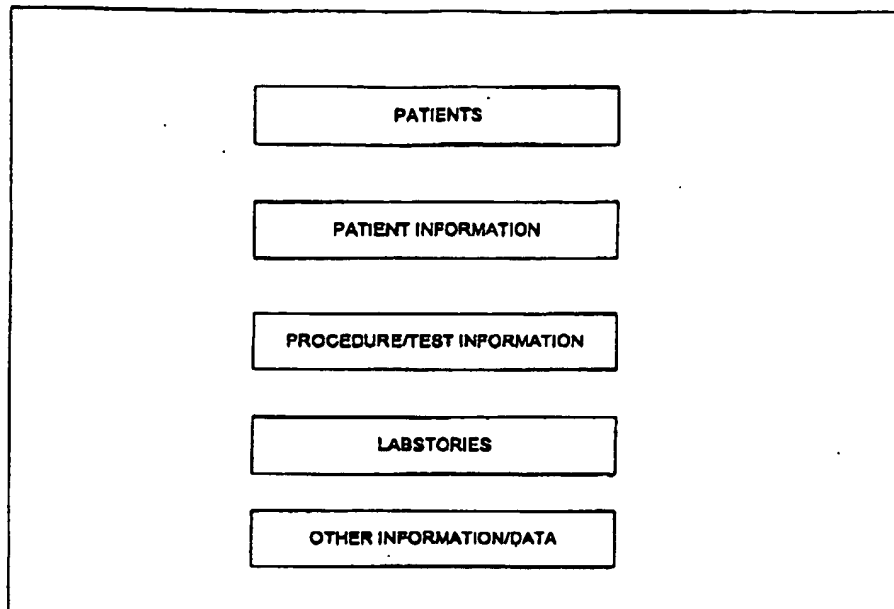 PATIENTS
PATIENT INFORMATION
PROCEDURE/TEST INFORMATION
LABSTORIES
OTHER INFORMATION/DATA